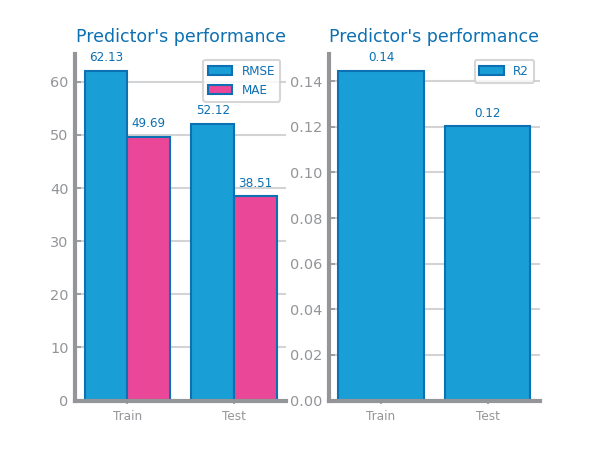 Predictor's performance
62.13
49.69
52.12
38.51
RMSE
MAE
60
50
40
30
20
10
0
Train
Test
Predictor's performance
0.14
0.12
R2
0.14
0.12
0.10
0.08
0.06
0.04
0.02
0.00
Train
Test